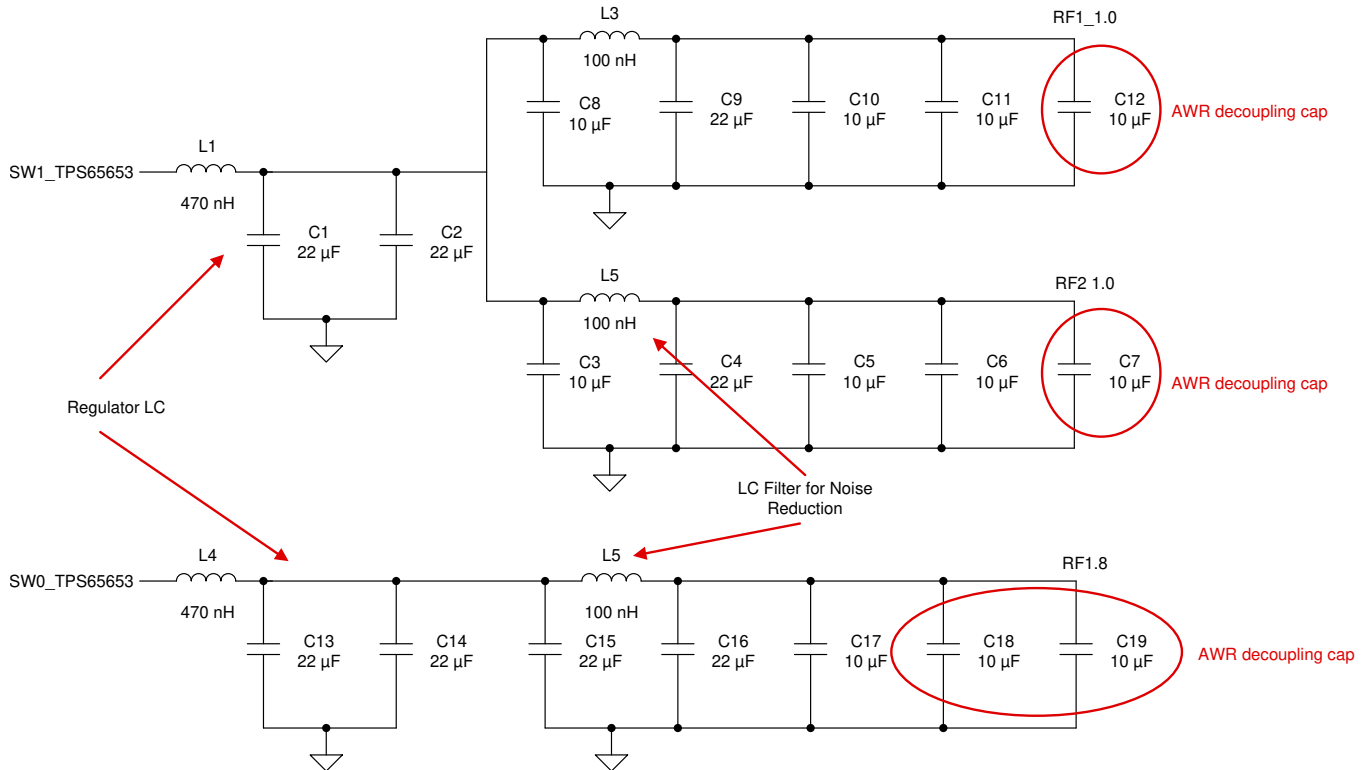 L3
RF1_1.0
100 nH
C8
10 µF
C9
22 µF
C10
10 µF
C11
10 µF
C12
10 µF
AWR decoupling cap
L1
SW1_TPS65653
470 nH
C1
22 µF
C2
22 µF
L5
RF2 1.0
100 nH
C3
10 µF
C4
22 µF
C5
10 µF
C6
10 µF
C7
10 µF
AWR decoupling cap
Regulator LC
LC Filter for Noise
Reduction
L4
L5
RF1.8
SW0_TPS65653
470 nH
100 nH
C13
22 µF
C14
22 µF
C15
22 µF
C16
22 µF
C17
10 µF
C18
10 µF
C19
10 µF
AWR decoupling cap